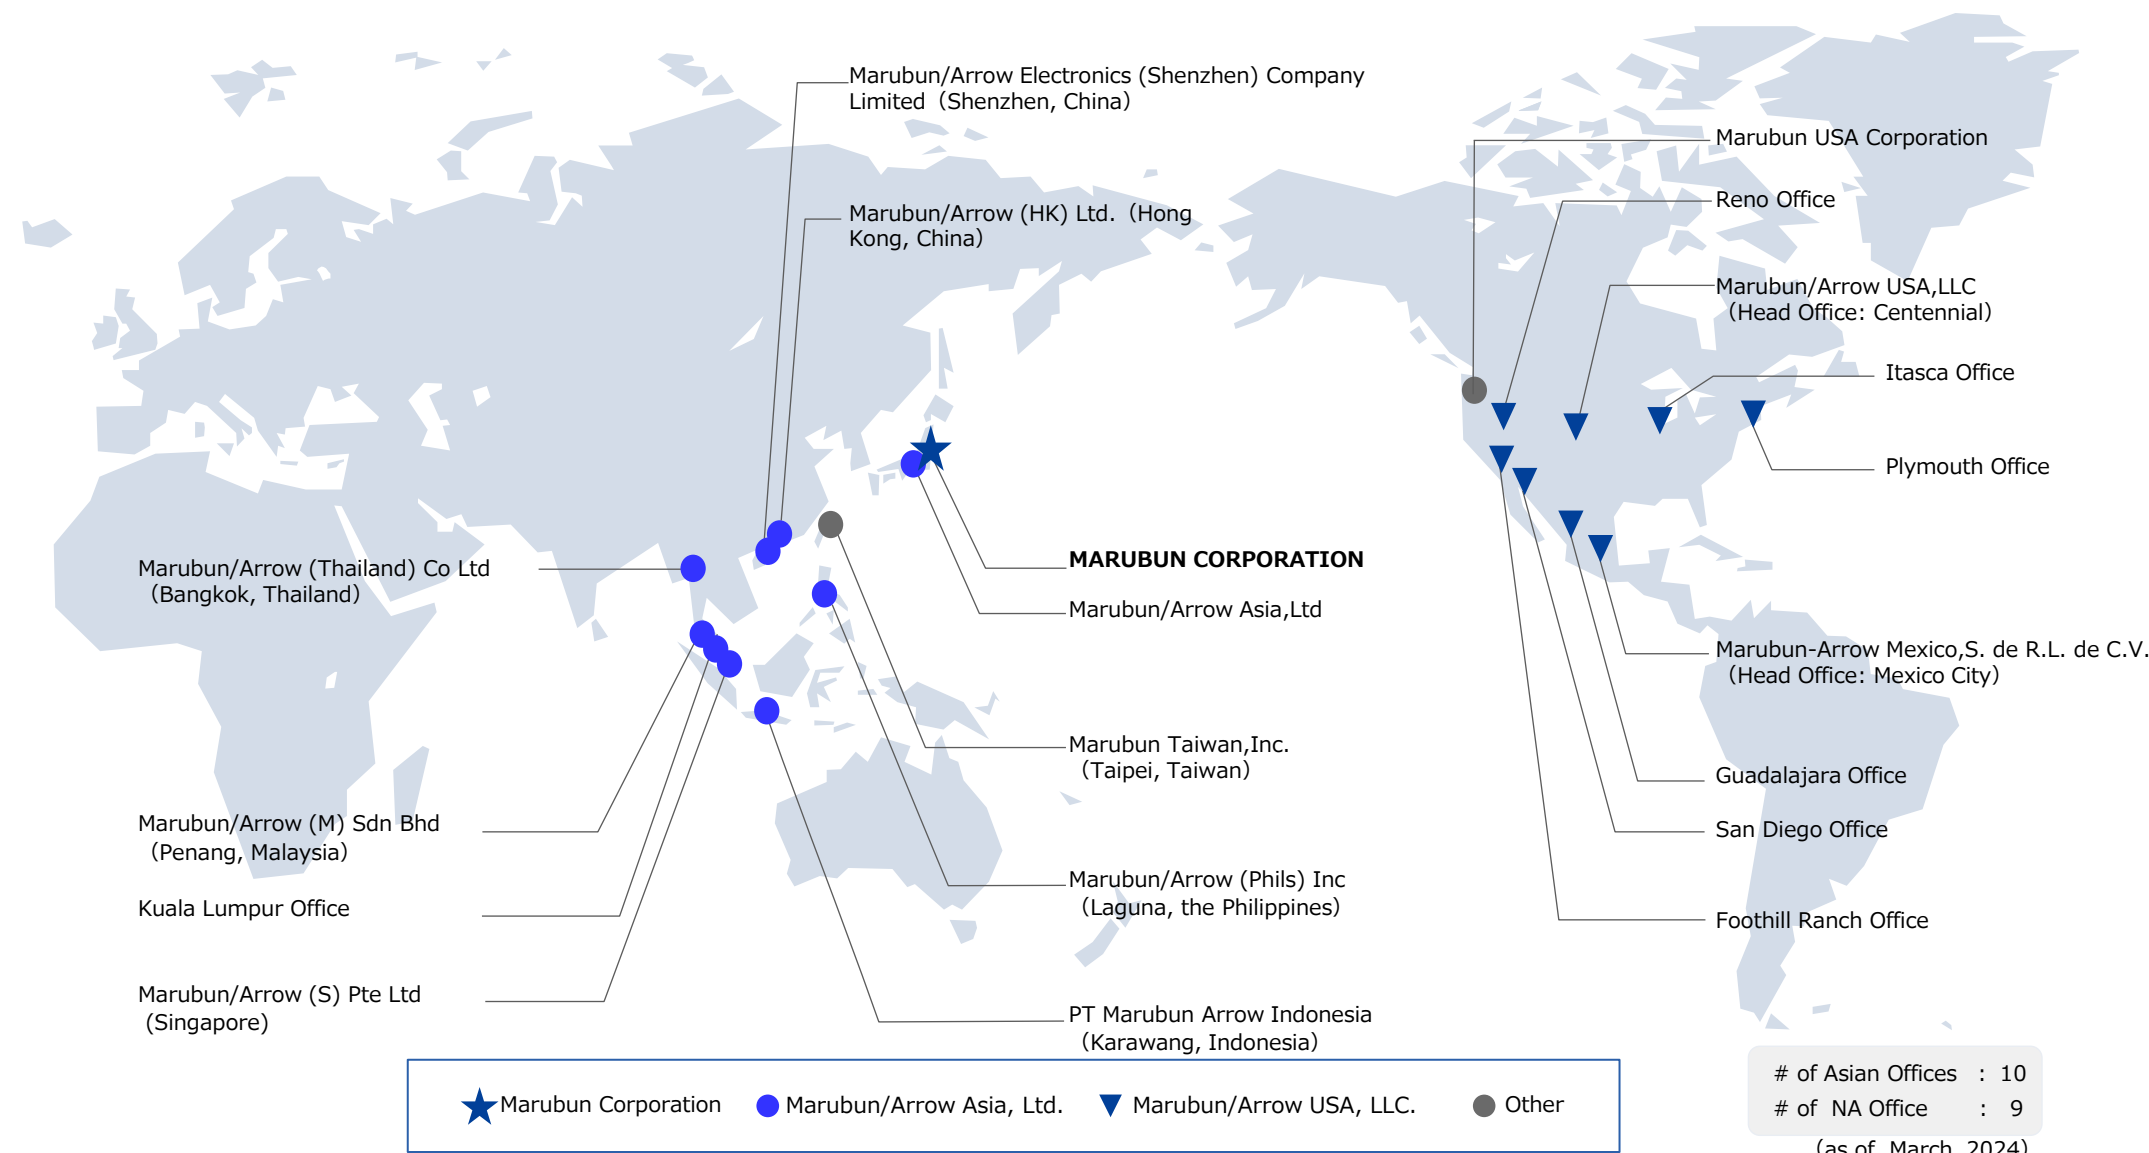 Marubun/Arrow Electronics (Shenzhen) Company
Limited（Shenzhen, China）
Marubun/Arrow (HK) Ltd.（Hong
Kong, China）
Marubun USA Corporation
Reno Office
Marubun/Arrow USA,LLC
（Head Office: Centennial）
Itasca Office
Plymouth Office
MARUBUN CORPORATION
Marubun/Arrow Asia,Ltd
Marubun/Arrow (Thailand) Co Ltd
（Bangkok, Thailand）
Marubun-Arrow Mexico,S. de R.L. de C.V.
（Head Office: Mexico City）
Marubun Taiwan,Inc.
（Taipei, Taiwan）
Guadalajara Office
San Diego Office
Marubun/Arrow (M) Sdn Bhd
（Penang, Malaysia）
Marubun/Arrow (Phils) Inc
（Laguna, the Philippines）
Kuala Lumpur Office
Foothill Ranch Office
Marubun/Arrow (S) Pte Ltd
(Singapore)
PT Marubun Arrow Indonesia
（Karawang, Indonesia）
Marubun Corporation
Marubun/Arrow Asia, Ltd.
Marubun/Arrow USA, LLC.
Other
# of Asian Offices : 10
# of NA Office : 9
（as of March, 2024）